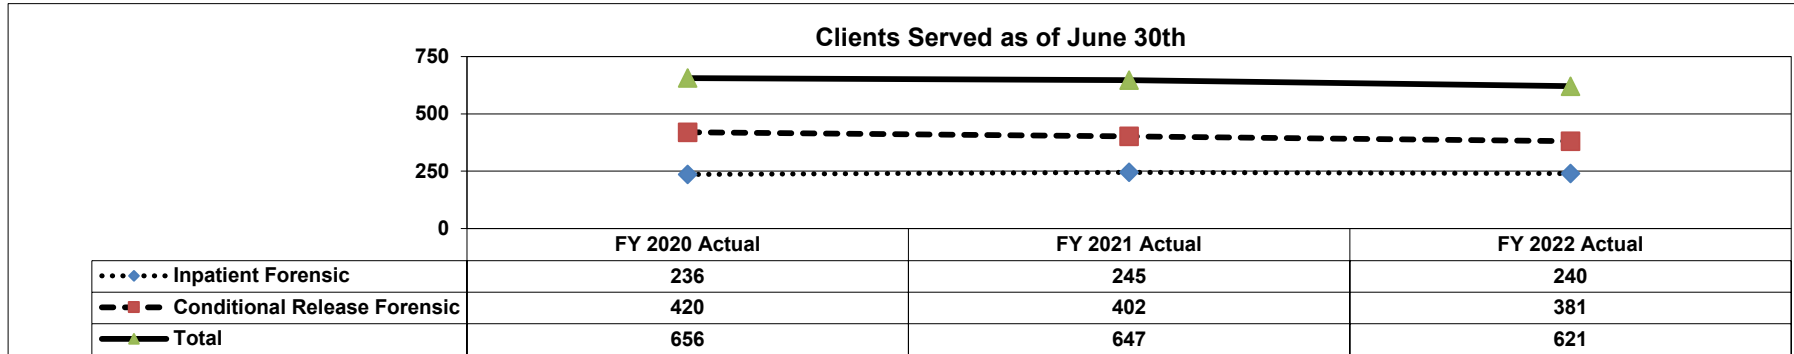 Clients Served as of June 30th
750
500
250
0
FY 2020 Actual FY 2021 Actual FY 2022 Actual
Inpatient Forensic 236 245 240
Conditional Release Forensic 420 402 381
Total 656 647 621